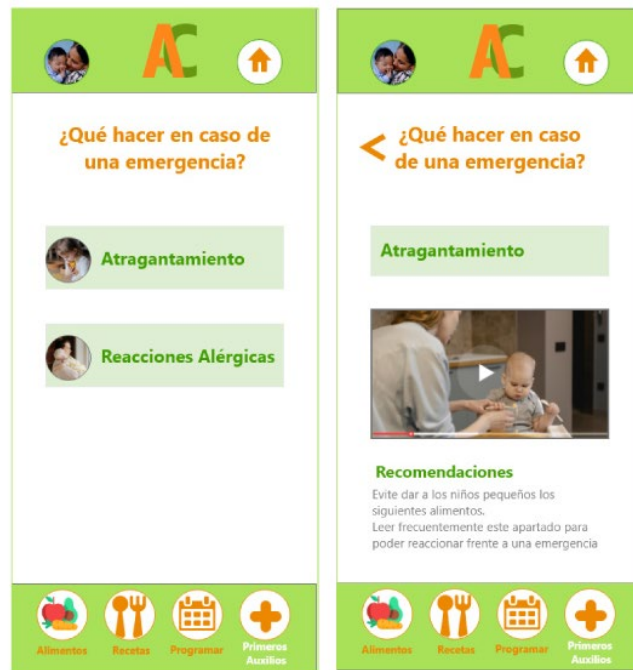 AC
¿Qué hacer en caso de
una emergencia?
Atragantamiento
Reacciones Alérgicas
Alimentos
Recetas
Programar
Primeros
Auxilios
AC
<
¿Qué hacer en caso
de una emergencia?
Atragantamiento
Recomendaciones
Evite dar a los niños pequeños los
siguientes alimentos.
Leer frecuentemente este apartado para
poder reaccionar frente a una emergencia
Alimentos
Recetas
Programar
Primeros
Auxilios